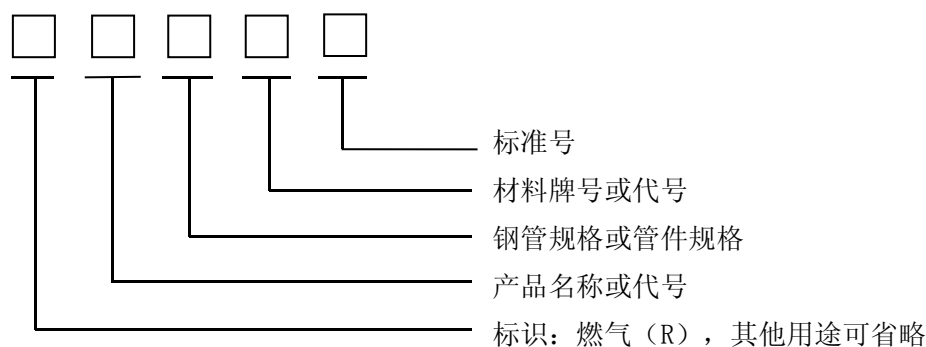 标准号
材料牌号或代号
钢管规格或管件规格
产品名称或代号
标识：燃气（R），其他用途可省略